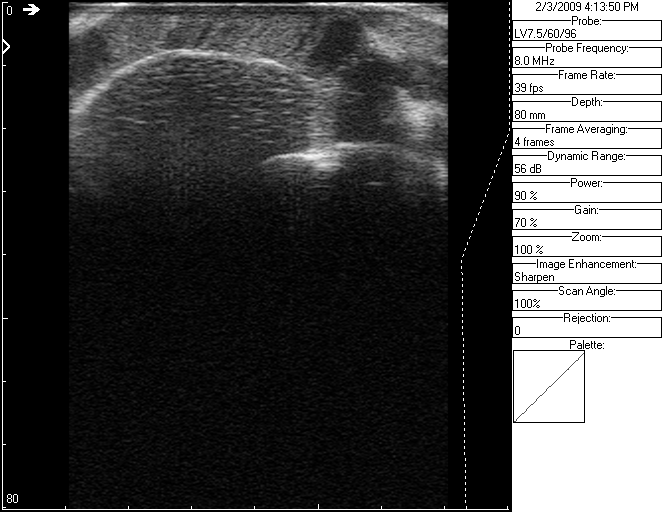 0
80
2/3/2009 4:13:50 PM
Probe:
LV7.5/60/96
Probe Frequency:
8.0 MHz
Frame Rate:
39 fps
Depth:
80 mm
Frame Averaging:
4 frames
Dynamic Range:
56 dB
Power:
90 %
Gain:
70 %
Zoom:
100 %
Image Enhancement:
Sharpen
Scan Angle:
100%
Rejection:
0
Palette: